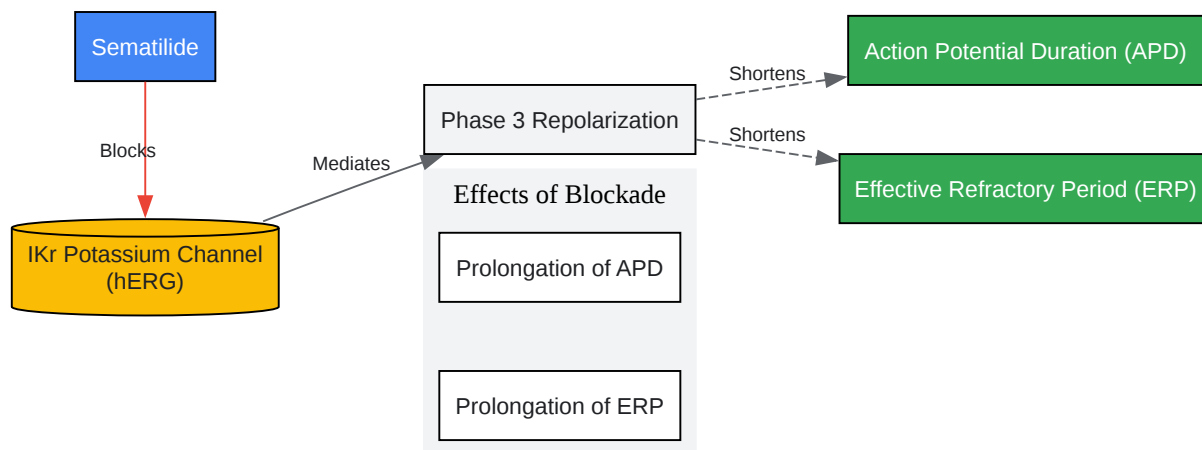 Sematilide
Blocks
IKr Potassium Channel
(hERG)
Mediates
Phase 3 Repolarization
Shortens
Action Potential Duration (APD)
Shortens
Effective Refractory Period (ERP)
Effects of Blockade
Prolongation of APD
Prolongation of ERP